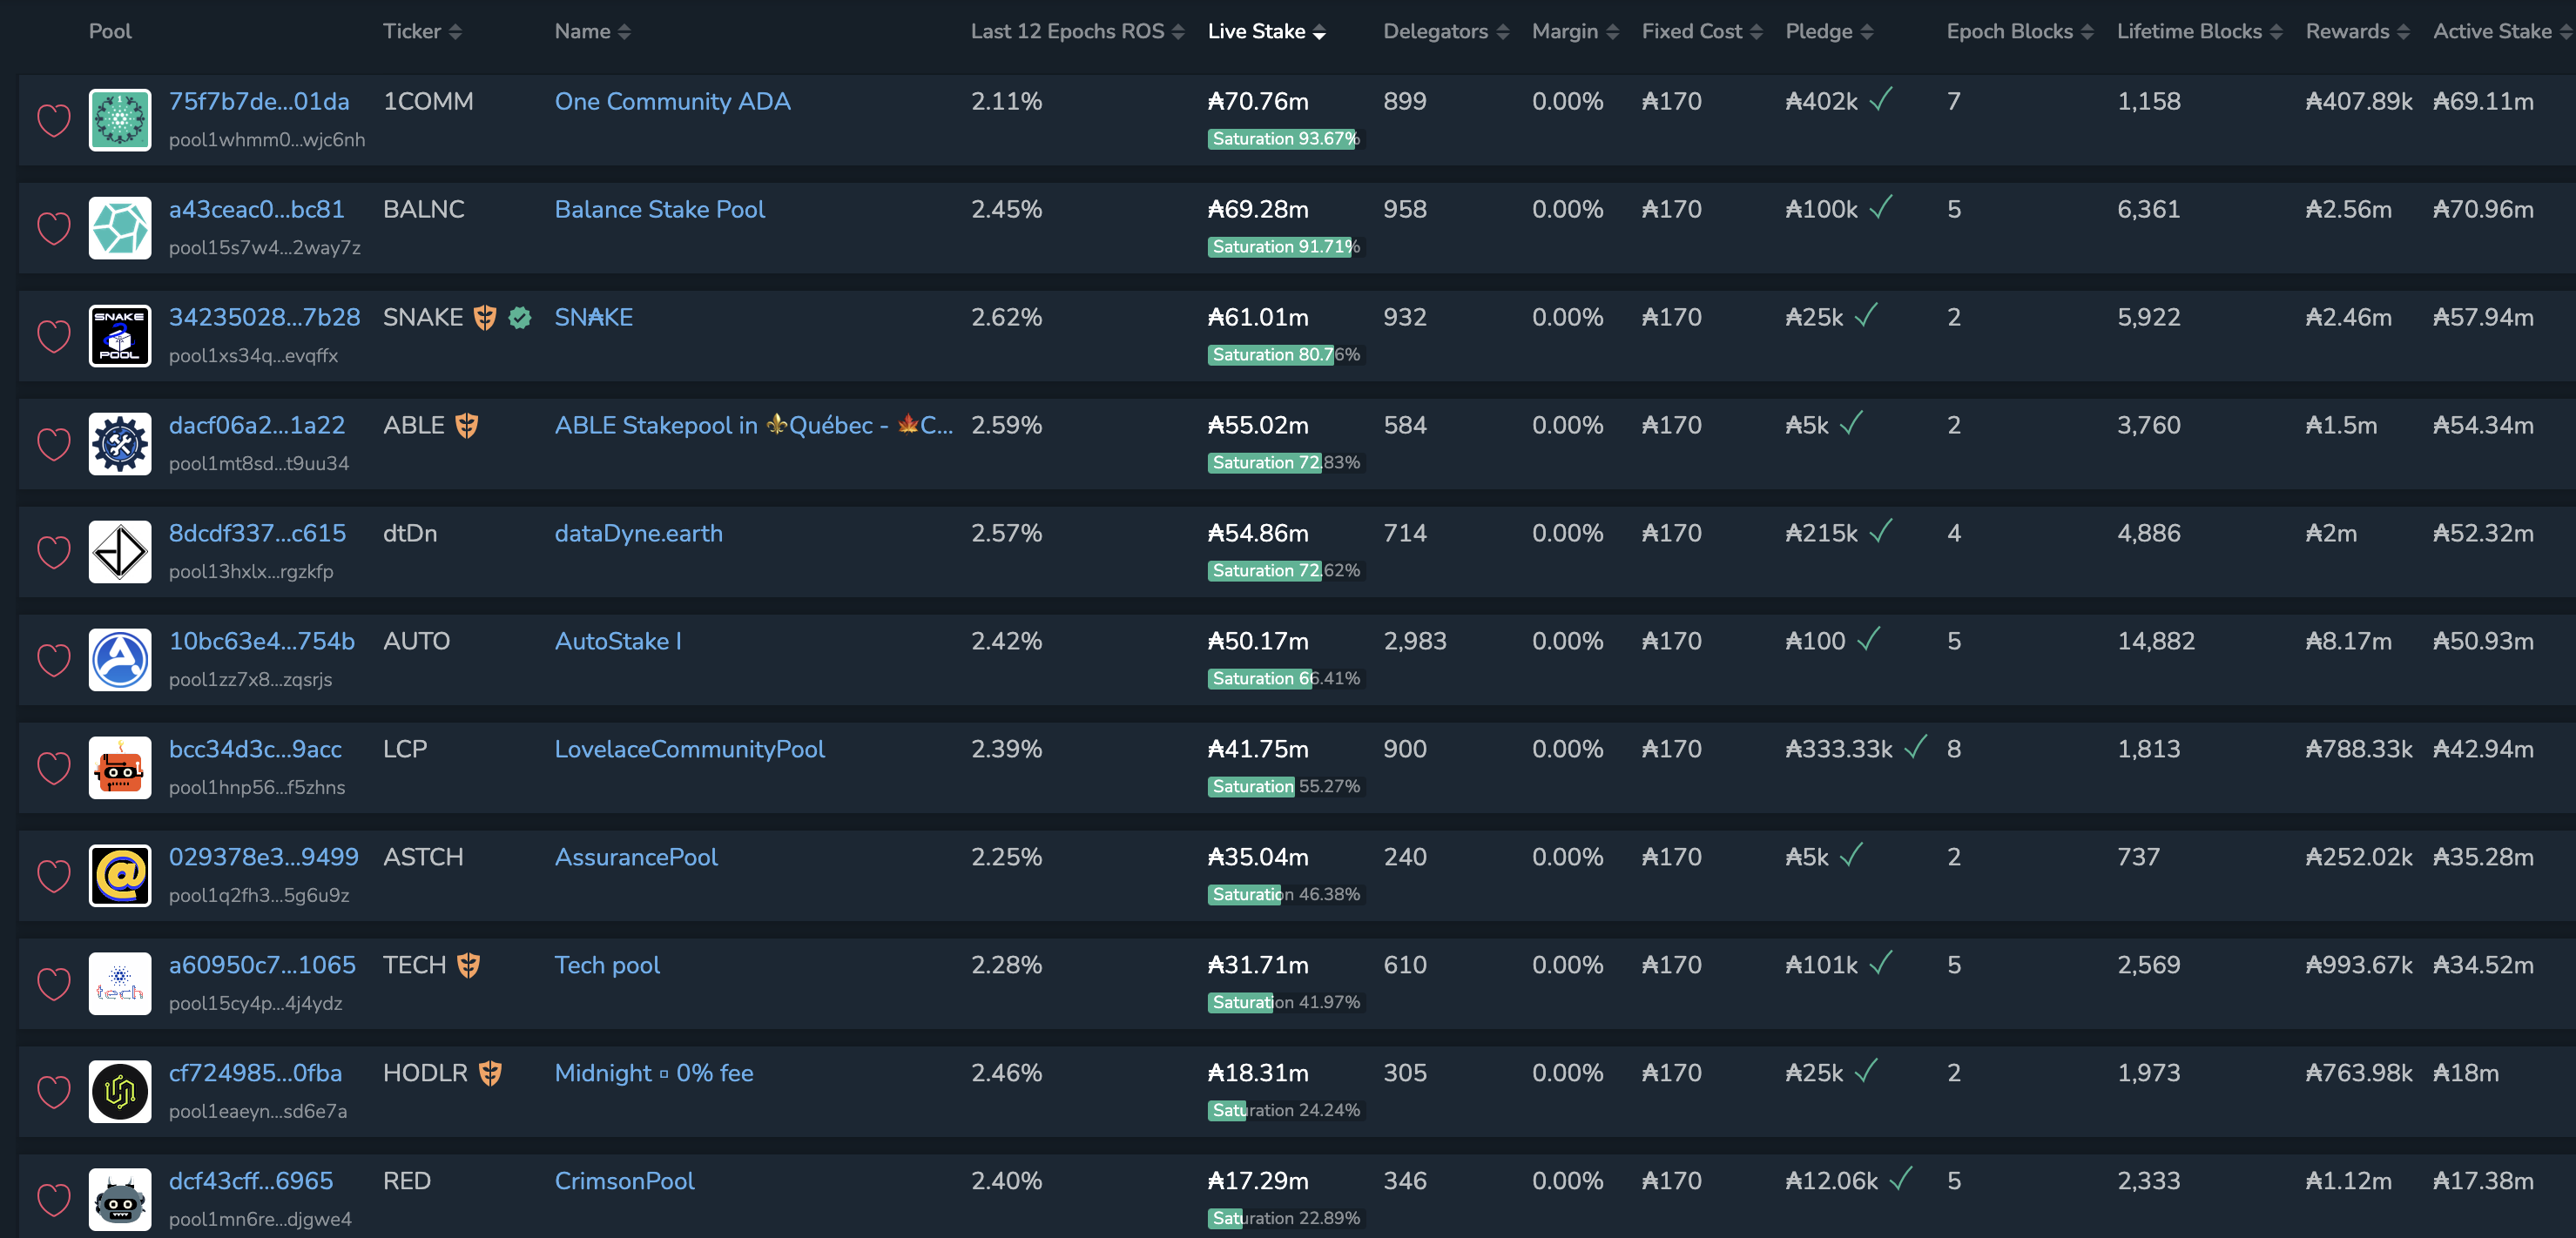 Pool Ticker Name Last 12 Epochs ROS Live Stake Delegators Margin Fixed Cost Pledge Epoch Blocks Lifetime Blocks Rewards Active Stake
75f7b7de...01da 1COMM One Community ADA 2.11% ₳70.76m 899 0.00% ₳170 ₳402k ✓ 7 1,158 ₳407.89k ₳69.11m
pool1whmm0...wjc6nh Saturation 93.67%
a43ceac0...bc81 BALNC Balance Stake Pool 2.45% ₳69.28m 958 0.00% ₳170 ₳100k ✓ 5 6,361 ₳2.56m ₳70.96m
pool15s7w4...2way7z Saturation 91.71%
SNAKE
POOL
34235028...7b28 SNAKE SN₳KE 2.62% ₳61.01m 932 0.00% ₳170 ₳25k ✓ 2 5,922 ₳2.46m ₳57.94m
pool1xs34q...evqffx Saturation 80.76%
dacf06a2...1a22 ABLE ABLE Stakepool in ⚜️Québec - 🍁C... 2.59% ₳55.02m 584 0.00% ₳170 ₳5k ✓ 2 3,760 ₳1.5m ₳54.34m
pool1mt8sd...t9uu34 Saturation 72.83%
8dcdf337...c615 dtDn dataDyne.earth 2.57% ₳54.86m 714 0.00% ₳170 ₳215k ✓ 4 4,886 ₳2m ₳52.32m
pool13hxlx...rgzkfp Saturation 72.62%
10bc63e4...754b AUTO AutoStake I 2.42% ₳50.17m 2,983 0.00% ₳170 ₳100 ✓ 5 14,882 ₳8.17m ₳50.93m
pool1zz7x8...zqsrjs Saturation 66.41%
bcc34d3c...9acc LCP LovelaceCommunityPool 2.39% ₳41.75m 900 0.00% ₳170 ₳333.33k ✓ 8 1,813 ₳788.33k ₳42.94m
pool1hnp56...f5zhns Saturation 55.27%
@
029378e3...9499 ASTCH AssurancePool 2.25% ₳35.04m 240 0.00% ₳170 ₳5k ✓ 2 737 ₳252.02k ₳35.28m
pool1q2fh3...5g6u9z Saturation 46.38%
tech
a60950c7...1065 TECH Tech pool 2.28% ₳31.71m 610 0.00% ₳170 ₳101k ✓ 5 2,569 ₳993.67k ₳34.52m
pool15cy4p...4j4ydz Saturation 41.97%
cf724985...0fba HODLR Midnight ▫ 0% fee 2.46% ₳18.31m 305 0.00% ₳170 ₳25k ✓ 2 1,973 ₳763.98k ₳18m
pool1eaeyn...sd6e7a Saturation 24.24%
dcf43cff...6965 RED CrimsonPool 2.40% ₳17.29m 346 0.00% ₳170 ₳12.06k ✓ 5 2,333 ₳1.12m ₳17.38m
pool1mn6re...djgwe4 Saturation 22.89%